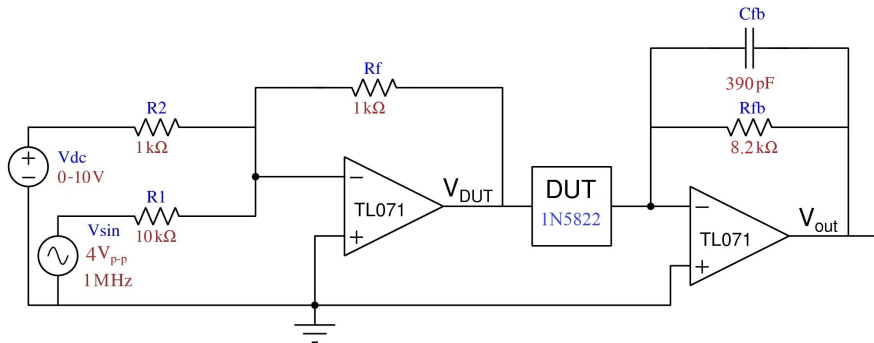 Cfb
390pF
Rf
1kΩ
Rfb
8.2kΩ
R2
1kΩ
Vdc
0-10V
R1
10kΩ
Vsin
4Vp-p
1MHz
TL071
VDUT
DUT
1N5822
TL071
Vout